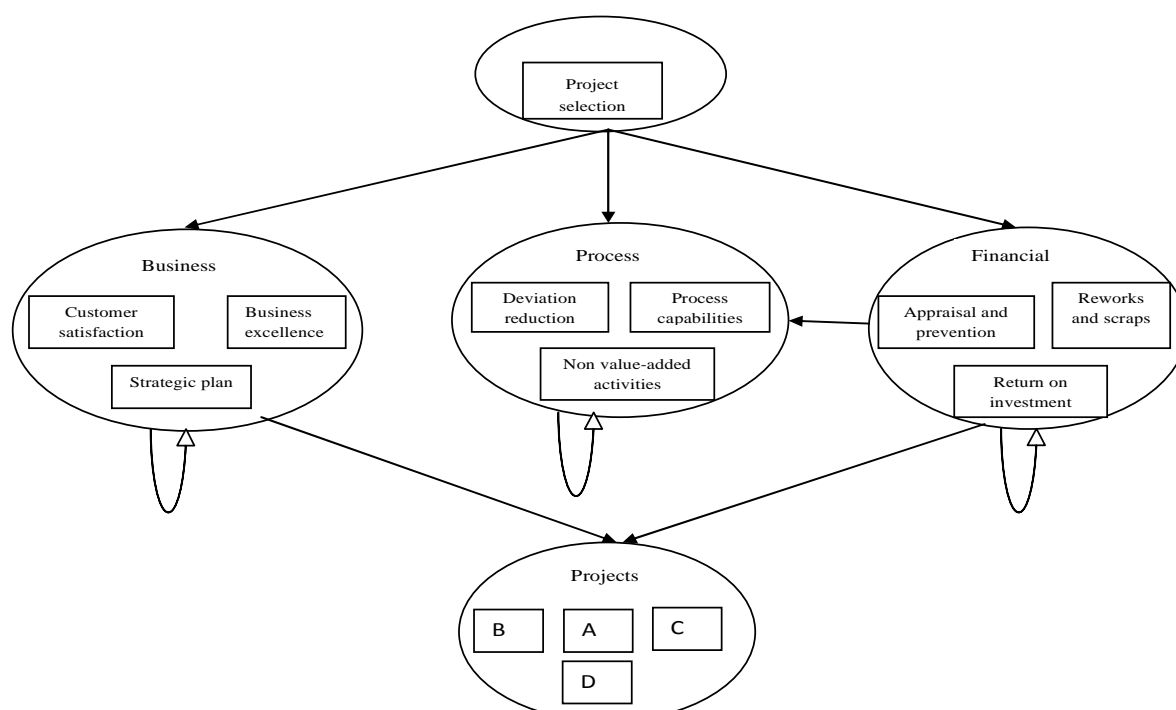 Project
selection
Business
Customer
satisfaction
Business
excellence
Strategic plan
Process
Deviation
reduction
Process
capabilities
Non value-added
activities
Financial
Appraisal and
prevention
Reworks
and scraps
Return on
investment
Projects
B
A
C
D